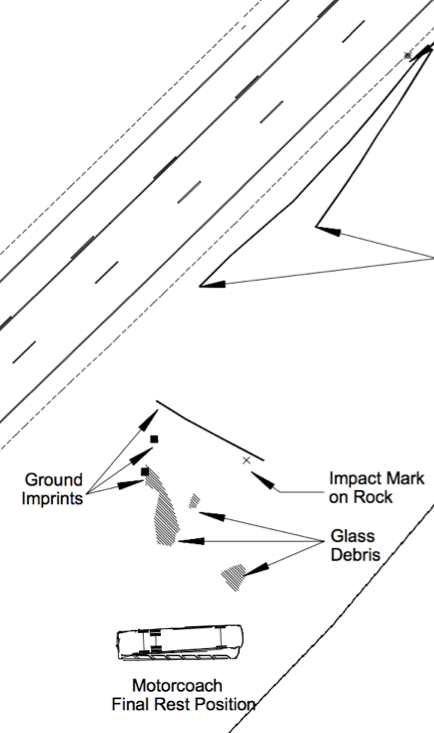 Ground
Imprints
Impact Mark
on Rock
Glass
Debris
Motorcoach
Final Rest Position